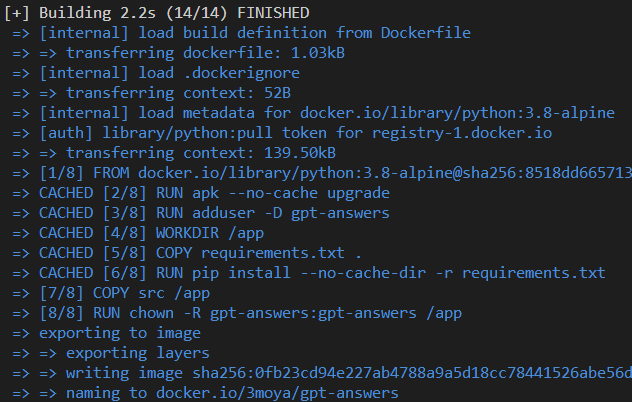 [+] Building 2.2s (14/14) FINISHED
=> [internal] load build definition from Dockerfile
=> => transferring dockerfile: 1.03kB
=> [internal] load .dockerignore
=> => transferring context: 52B
=> [internal] load metadata for docker.io/library/python:3.8-alpine
=> [auth] library/python:pull token for registry-1.docker.io
=> => transferring context: 139.50kB
=> [1/8] FROM docker.io/library/python:3.8-alpine@sha256:8518dd665713
=> CACHED [2/8] RUN apk --no-cache upgrade
=> CACHED [3/8] RUN adduser -D gpt-answers
=> CACHED [4/8] WORKDIR /app
=> CACHED [5/8] COPY requirements.txt .
=> CACHED [6/8] RUN pip install --no-cache-dir -r requirements.txt
=> [7/8] COPY src /app
=> [8/8] RUN chown -R gpt-answers:gpt-answers /app
=> exporting to image
=> => exporting layers
=> => writing image sha256:0fb23cd94e227ab4788a9a5d18cc78441526abe56d
=> => naming to docker.io/3moya/gpt-answers